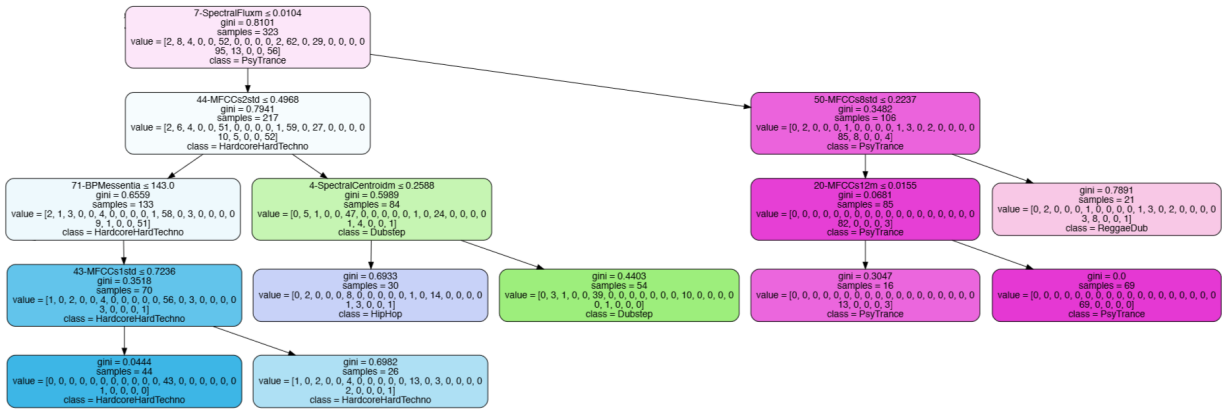 7-SpectralFluxm ≤ 0.0104
gini = 0.8101
samples = 323
value = [2, 8, 4, 0, 0, 52, 0, 0, 0, 0, 2, 62, 0, 29, 0, 0, 0, 0
95, 13, 0, 0, 56]
class = PsyTrance
44-MFCCs2std ≤ 0.4968
gini = 0.7941
samples = 217
value = [2, 6, 4, 0, 0, 51, 0, 0, 0, 0, 1, 59, 0, 27, 0, 0, 0, 0
10, 5, 0, 0, 52]
class = HardcoreHardTechno
50-MFCCs8std ≤ 0.2237
gini = 0.3482
samples = 106
value = [0, 2, 0, 0, 0, 1, 0, 0, 0, 0, 1, 3, 0, 2, 0, 0, 0, 0
85, 8, 0, 0, 4]
class = PsyTrance
71-BPMessentia ≤ 143.0
gini = 0.6559
samples = 133
value = [2, 1, 3, 0, 0, 4, 0, 0, 0, 0, 1, 58, 0, 3, 0, 0, 0, 0
9, 1, 0, 0, 51]
class = HardcoreHardTechno
4-SpectralCentroidm ≤ 0.2588
gini = 0.5989
samples = 84
value = [0, 5, 1, 0, 0, 47, 0, 0, 0, 0, 0, 1, 0, 24, 0, 0, 0, 0
1, 4, 0, 0, 1]
class = Dubstep
20-MFCCs12m ≤ 0.0155
gini = 0.0681
samples = 85
value = [0, 0, 0, 0, 0, 0, 0, 0, 0, 0, 0, 0, 0, 0, 0, 0, 0, 0
82, 0, 0, 0, 3]
class = PsyTrance
gini = 0.7891
samples = 21
value = [0, 2, 0, 0, 0, 1, 0, 0, 0, 0, 1, 3, 0, 2, 0, 0, 0, 0
3, 8, 0, 0, 1]
class = ReggaeDub
43-MFCCs1std ≤ 0.7236
gini = 0.3518
samples = 70
value = [1, 0, 2, 0, 0, 4, 0, 0, 0, 0, 0, 56, 0, 3, 0, 0, 0, 0
3, 0, 0, 0, 1]
class = HardcoreHardTechno
gini = 0.6933
samples = 30
value = [0, 2, 0, 0, 0, 8, 0, 0, 0, 0, 0, 1, 0, 14, 0, 0, 0, 0
1, 3, 0, 0, 1]
class = HipHop
gini = 0.4403
samples = 54
value = [0, 3, 1, 0, 0, 39, 0, 0, 0, 0, 0, 0, 0, 10, 0, 0, 0, 0
0, 1, 0, 0, 0]
class = Dubstep
gini = 0.3047
samples = 16
value = [0, 0, 0, 0, 0, 0, 0, 0, 0, 0, 0, 0, 0, 0, 0, 0, 0, 0
13, 0, 0, 0, 3]
class = PsyTrance
gini = 0.0
samples = 69
value = [0, 0, 0, 0, 0, 0, 0, 0, 0, 0, 0, 0, 0, 0, 0, 0, 0, 0
69, 0, 0, 0, 0]
class = PsyTrance
gini = 0.0444
samples = 44
value = [0, 0, 0, 0, 0, 0, 0, 0, 0, 0, 0, 43, 0, 0, 0, 0, 0, 0
1, 0, 0, 0, 0]
class = HardcoreHardTechno
gini = 0.6982
samples = 26
value = [1, 0, 2, 0, 0, 4, 0, 0, 0, 0, 0, 13, 0, 3, 0, 0, 0, 0
2, 0, 0, 0, 1]
class = HardcoreHardTechno